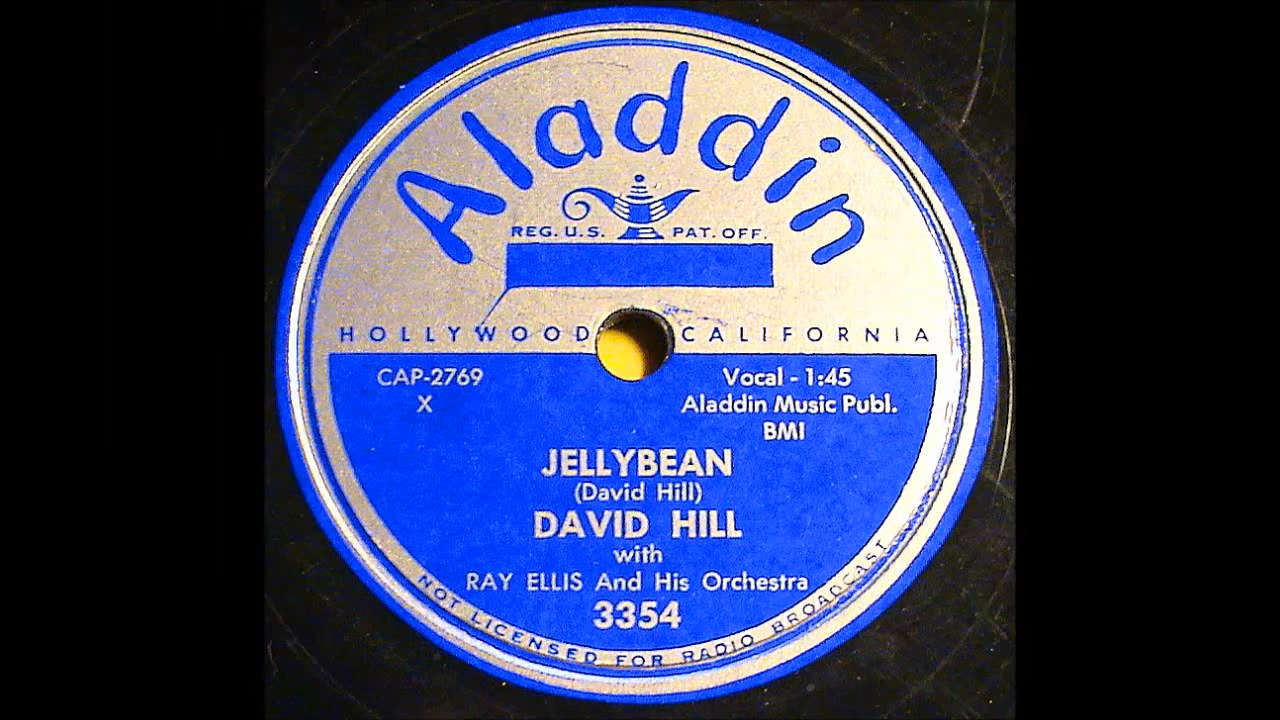 Aladdin
REG. U.S. PAT. OFF.
HOLLYWOOD CALIFORNIA
CAP-2769
X
Vocal - 1:45
Aladdin Music Publ.
BMI
JELLYBEAN
(David Hill)
DAVID HILL
with
RAY ELLIS And His Orchestra
3354
NOT LICENSED FOR RADIO BROADCAST